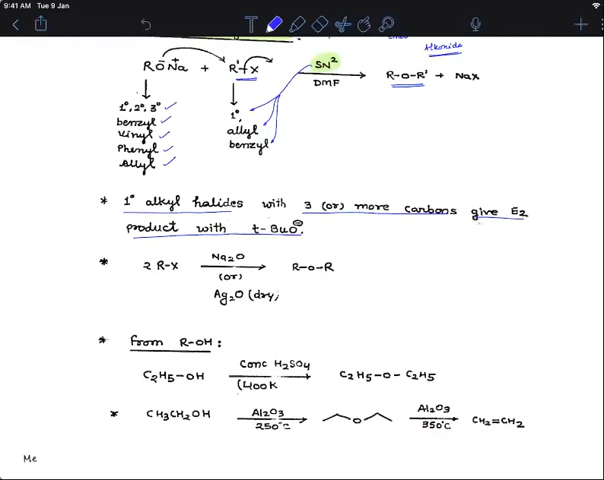 9:41 AM Tue 9 Jan
Alkoxide
RŌN⁺a + R'-X SN² DMF → R-O-R' + NaX
1°, 2°, 3° ✓ 1°,
benzyl ✓ allyl
Vinyl ✓ benzyl
Phenyl ✓
Allyl ✓
* 1° alkyl halides with 3 (or) more carbons give E2
product with t-BuO⊖.
* 2 R-X Na2O (or) Ag2O (dry) → R-O-R
* from R-OH:
C2H5-OH Conc H2SO4 (400K → C2H5-O-C2H5
* CH3CH2OH Al2O3 250°C → O Al2O3 350°C → CH2=CH2
Me